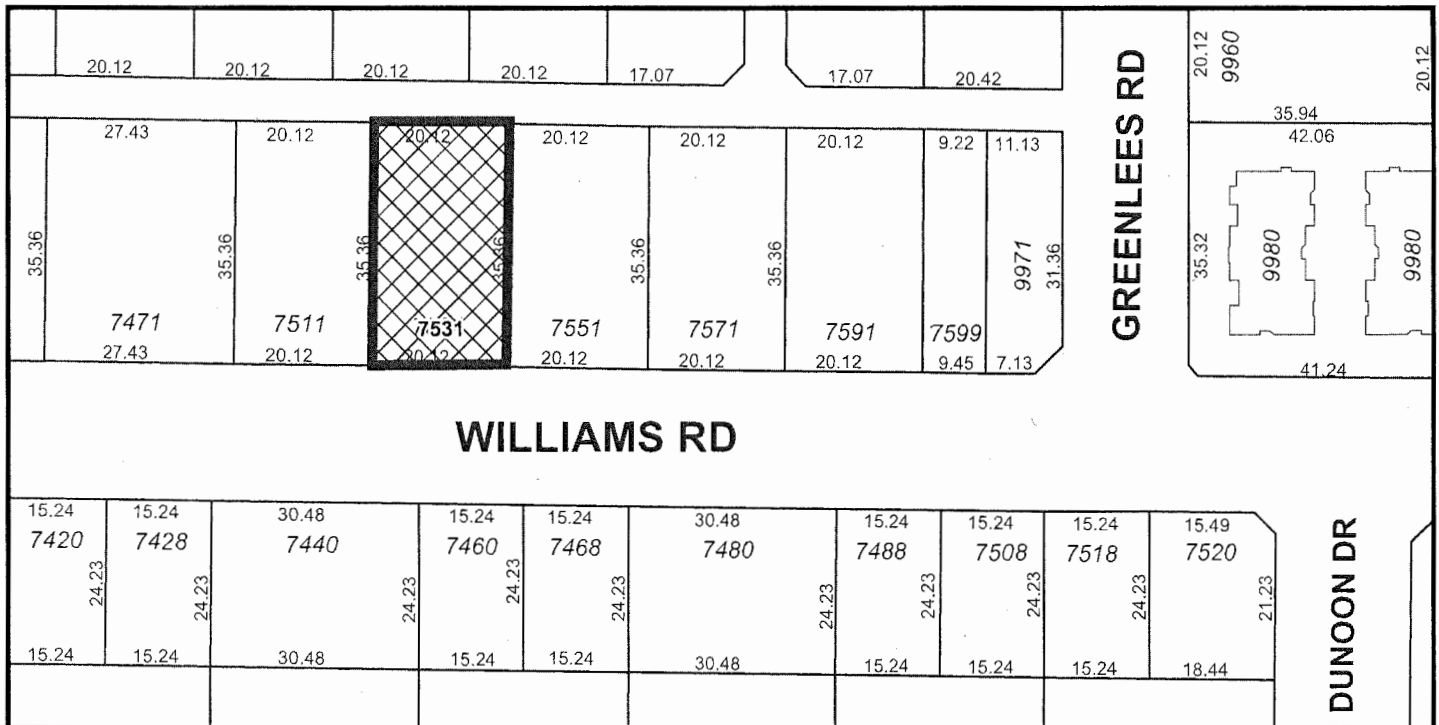 20.12 20.12 20.12 20.12 17.07 17.07 20.42
20.12 9960 20.12
35.94
27.43 20.12 20.12 20.12 20.12 20.12 9.22 11.13
42.06
GREENLEES RD
35.36 35.36 35.36 35.36 35.36 35.36 9971 31.36
35.32 9980 9980
7471 7511 7531 7551 7571 7591 7599
27.43 20.12 20.12 20.12 20.12 20.12 9.45 7.13
41.24
WILLIAMS RD
15.24 15.24 30.48 15.24 15.24 30.48 15.24 15.24 15.24 15.49
7420 7428 7440 7460 7468 7480 7488 7508 7518 7520
24.23 24.23 24.23 24.23 24.23 24.23 24.23 24.23 24.23 21.23
15.24 15.24 30.48 15.24 15.24 30.48 15.24 15.24 15.24 18.44
DUNOON DR